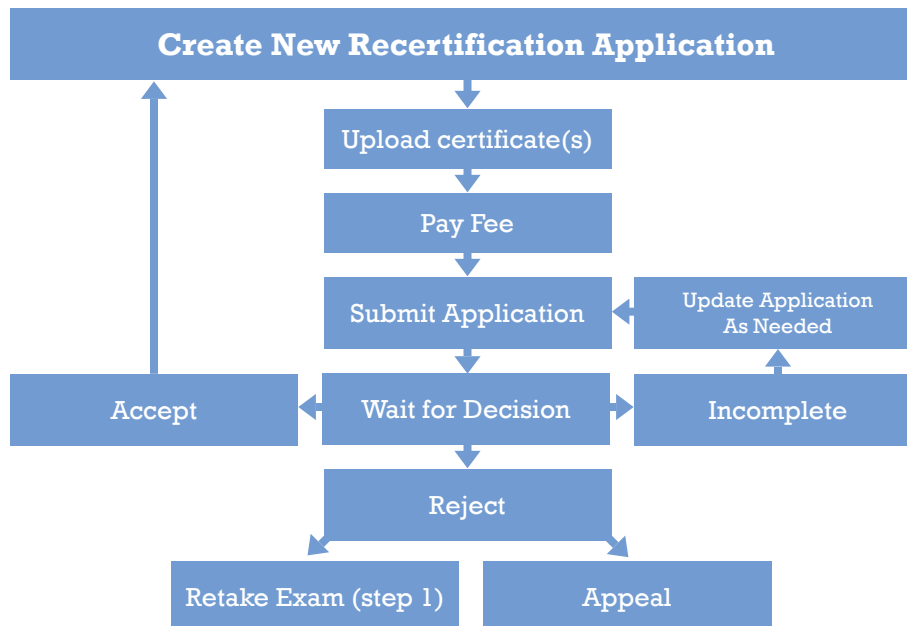 Create New Recertification Application
Upload certificate(s)
Pay Fee
Submit Application
Update Application
As Needed
Accept
Wait for Decision
Incomplete
Reject
Retake Exam (step 1)
Appeal